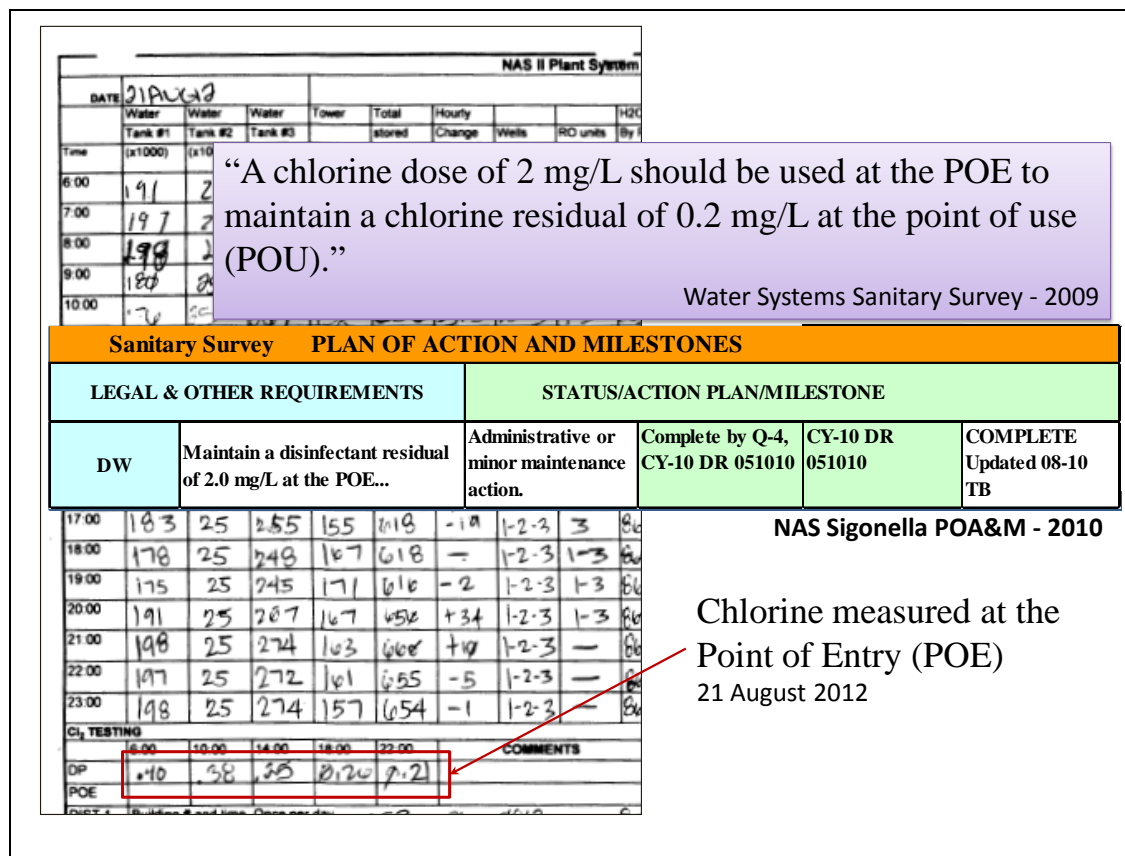 NAS II Plant System
DATE 21AUG12
Water Water Water Tower Total Hourly H2O
Tank #1 Tank #2 Tank #3 stored Change Wells RO units By
Time (x1000) (x10
6:00 191 2
7:00 197 2
8:00 198
9:00 180
10:00
“A chlorine dose of 2 mg/L should be used at the POE to
maintain a chlorine residual of 0.2 mg/L at the point of use
(POU).”
Water Systems Sanitary Survey - 2009
Sanitary Survey PLAN OF ACTION AND MILESTONES
LEGAL & OTHER REQUIREMENTS STATUS/ACTION PLAN/MILESTONE
DW
Maintain a disinfectant residual
of 2.0 mg/L at the POE...
Administrative or
minor maintenance
action.
Complete by Q-4,
CY-10 DR 051010
CY-10 DR
051010
COMPLETE
Updated 08-10
TB
NAS Sigonella POA&M - 2010
17:00 183 25 255 155 618 -19 1-2-3 3
18:00 178 25 248 167 618 - 1-2-3 1-3
19:00 175 25 245 171 616 -2 1-2-3 1-3
20:00 191 25 267 167 +34 1-2-3 1-3
21:00 198 25 274 163 1-2-3 —
22:00 197 25 272 161 655 -5 1-2-3 —
23:00 198 25 274 157 654 -1 1-2-3 —
Chlorine measured at the
Point of Entry (POE)
21 August 2012
Cl₂ TESTING
6:00 10:00 14:00 18:00 22:00 COMMENTS
DP .40 .38 0.20 0.21
POE